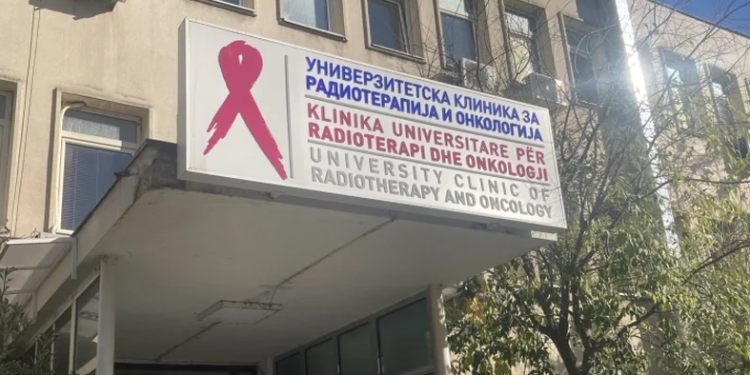 УНИВЕРЗИТЕТСКА КЛИНИКА ЗА
РАДИОТЕРАПИЈА И ОНКОЛОГИЈА
KLINIKA UNIVERSITARE PËR
RADIOTERAPI DHE ONKOLOGJI
UNIVERSITY CLINIC OF
RADIOTHERAPY AND ONCOLOGY